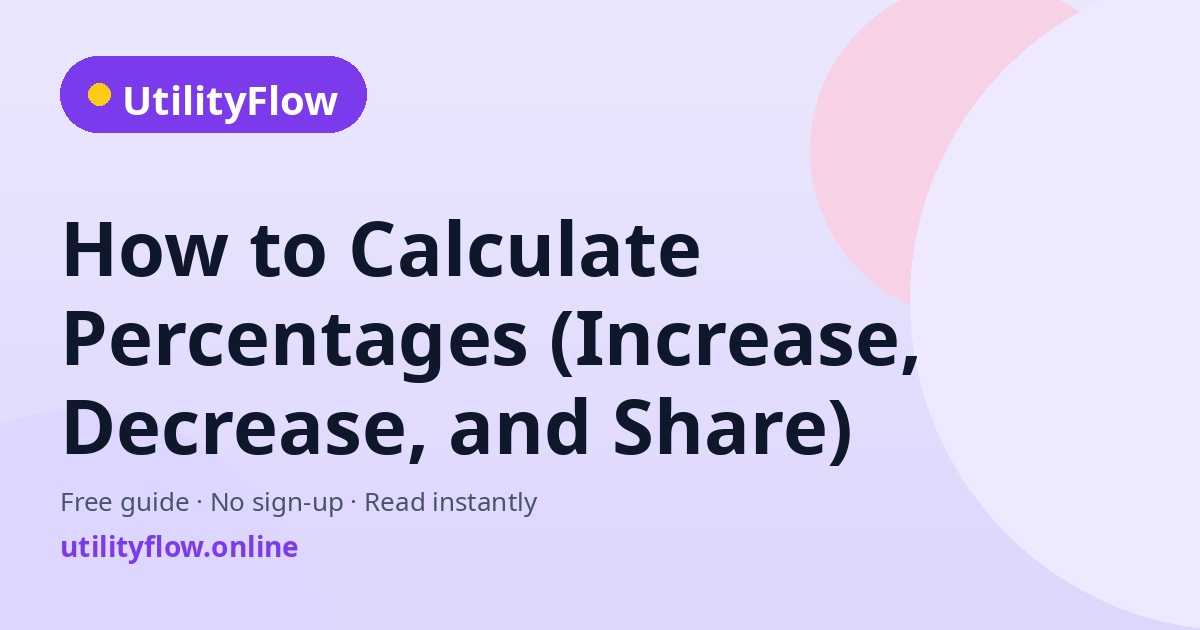 UtilityFlow
How to Calculate
Percentages (Increase,
Decrease, and Share)
Free guide · No sign-up · Read instantly
utilityflow.online